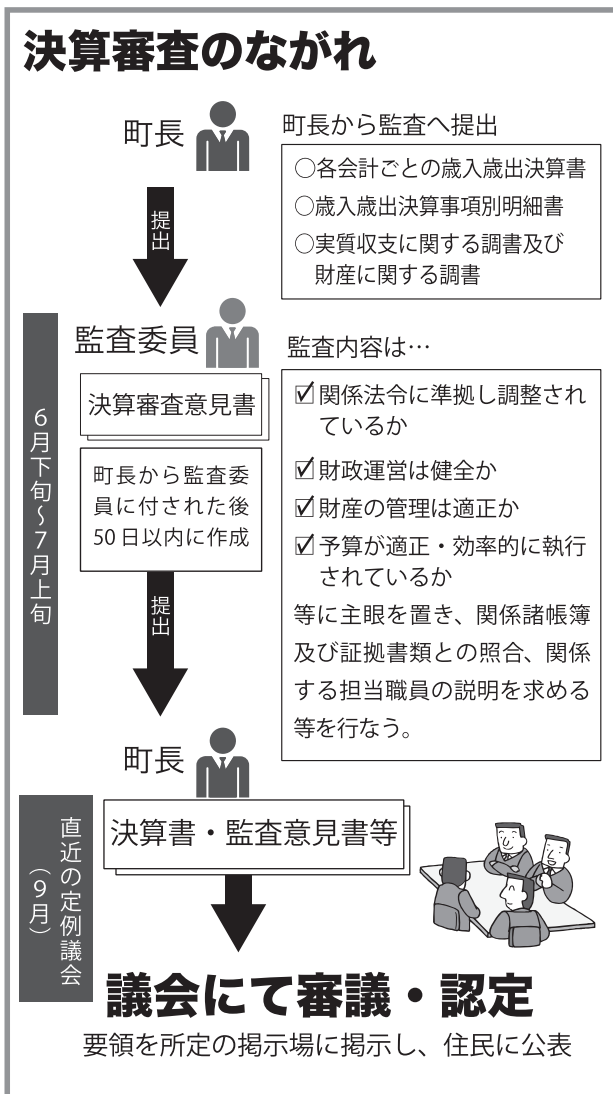 決算審査のながれ
町長
町長から監査へ提出
○各会計ごとの歳入歳出決算書
○歳入歳出決算事項別明細書
○実質収支に関する調書及び
財産に関する調書
提出
6月下旬～7月上旬
監査委員
決算審査意見書
町長から監査委
員に付された後
50日以内に作成
監査内容は…
☑関係法令に準拠し調整され
ているか
☑財政運営は健全か
☑財産の管理は適正か
☑予算が適正・効率的に執行
されているか
等に主眼を置き、関係諸帳簿
及び証拠書類との照合、関係
する担当職員の説明を求める
等を行なう。
提出
町長
直近の定例議会
（9月）
決算書・監査意見書等
議会にて審議・認定
要領を所定の掲示場に掲示し、住民に公表